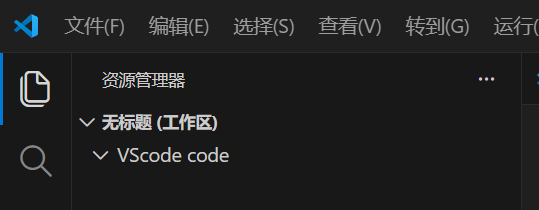 文件(F) 编辑(E) 选择(S) 查看(V) 转到(G) 运行(
资源管理器
无标题 (工作区)
VScode code